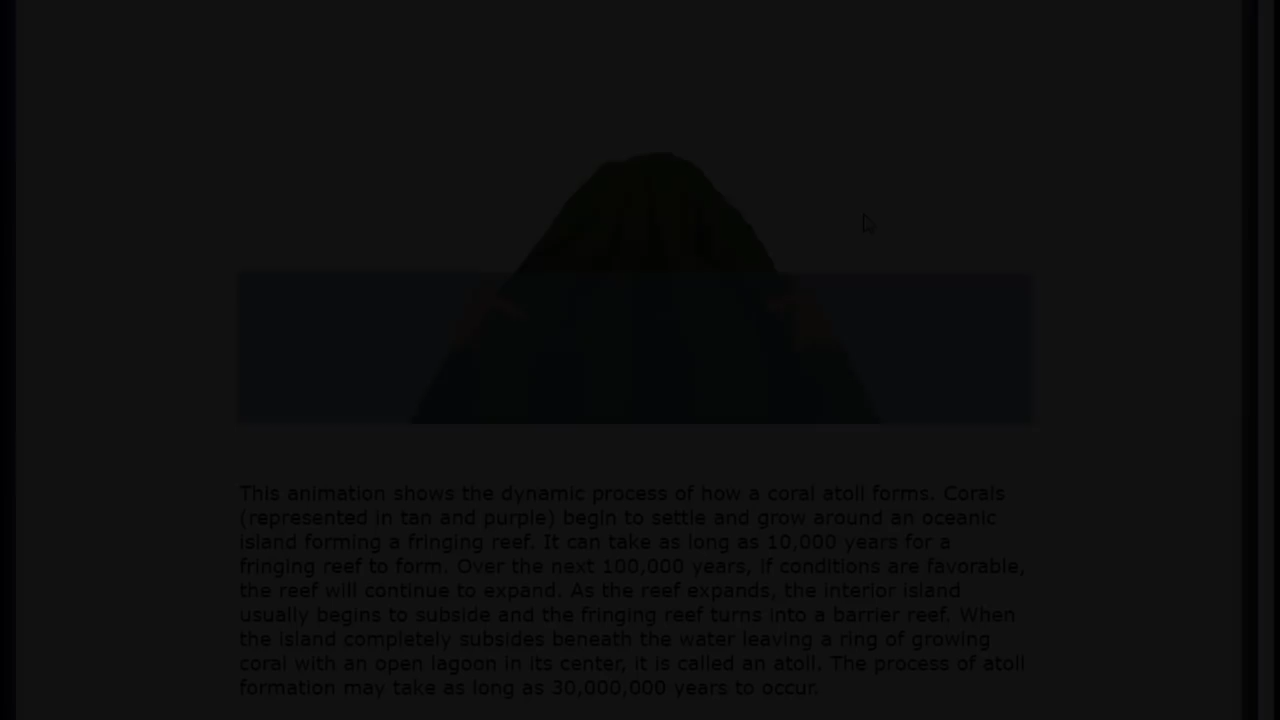 This animation shows the dynamic process of how a coral atoll forms. Corals
(represented in tan and purple) begin to settle and grow around an oceanic
island forming a fringing reef. It can take as long as 10,000 years for a
fringing reef to form. Over the next 100,000 years, if conditions are favorable,
the reef will continue to expand. As the reef expands, the interior island
usually begins to subside and the fringing reef turns into a barrier reef. When
the island completely subsides beneath the water leaving a ring of growing
coral with an open lagoon in its center, it is called an atoll. The process of atoll
formation may take as long as 30,000,000 years to occur.